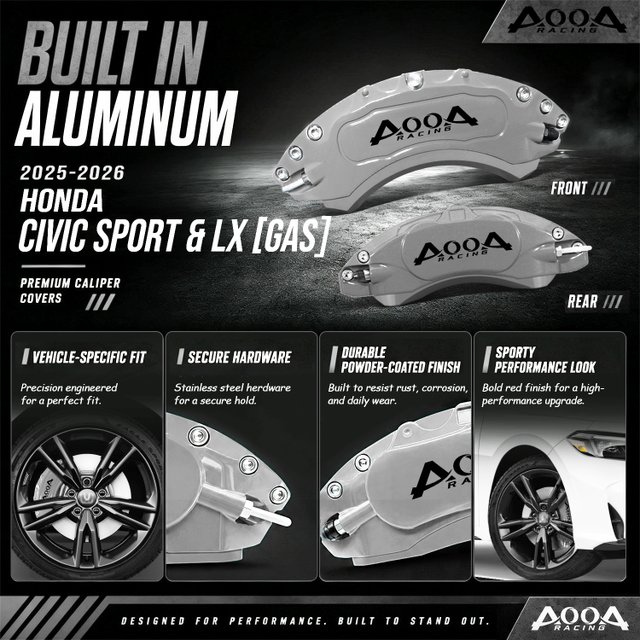 BUILT IN
ALUMINUM
AOOA
RACING
2025-2026
HONDA
CIVIC SPORT & LX [GAS]
PREMIUM CALIPER
COVERS
AOOA
RACING
FRONT
AOOA
RACING
REAR
VEHICLE-SPECIFIC FIT
Precision engineered
for a perfect fit.
AOOA
SECURE HARDWARE
Stainless steel herdware
for a secure hold.
DURABLE
POWDER-COATED FINISH
Built to resist rust, corrosion,
and daily wear.
AOOA
RACING
SPORTY
PERFORMANCE LOOK
Bold red finish for a high-
performance upgrade.
DESIGNED FOR PERFORMANCE. BUILT TO STAND OUT.
AOOA
RACING